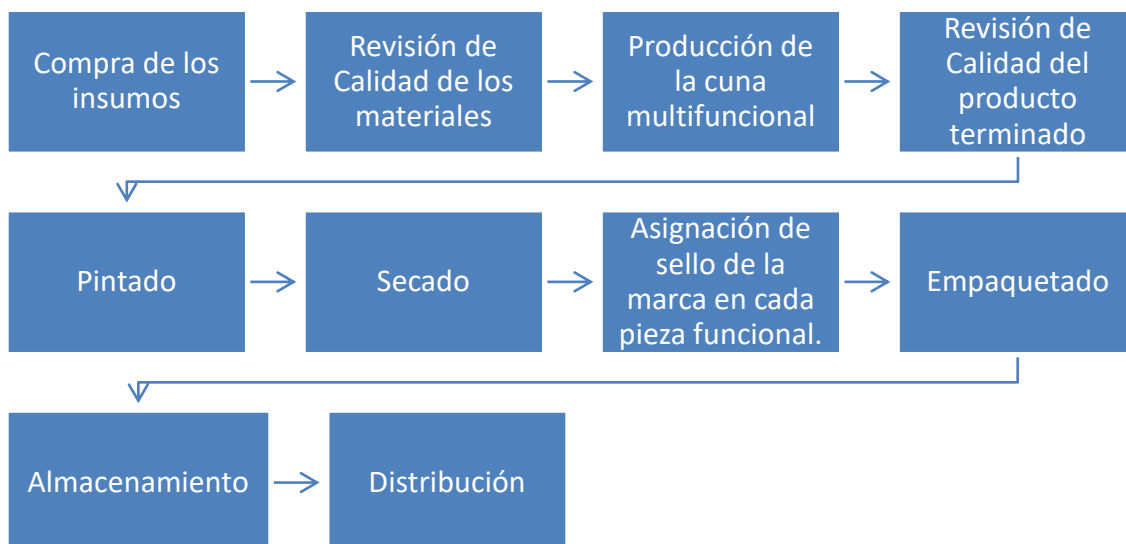 Compra de los
insumos
Revisión de
Calidad de los
materiales
Producción de
la cuna
multifuncional
Revisión de
Calidad del
producto
terminado
Pintado
Secado
Asignación de
sello de la
marca en cada
pieza funcional.
Empaquetado
Almacenamiento
Distribución